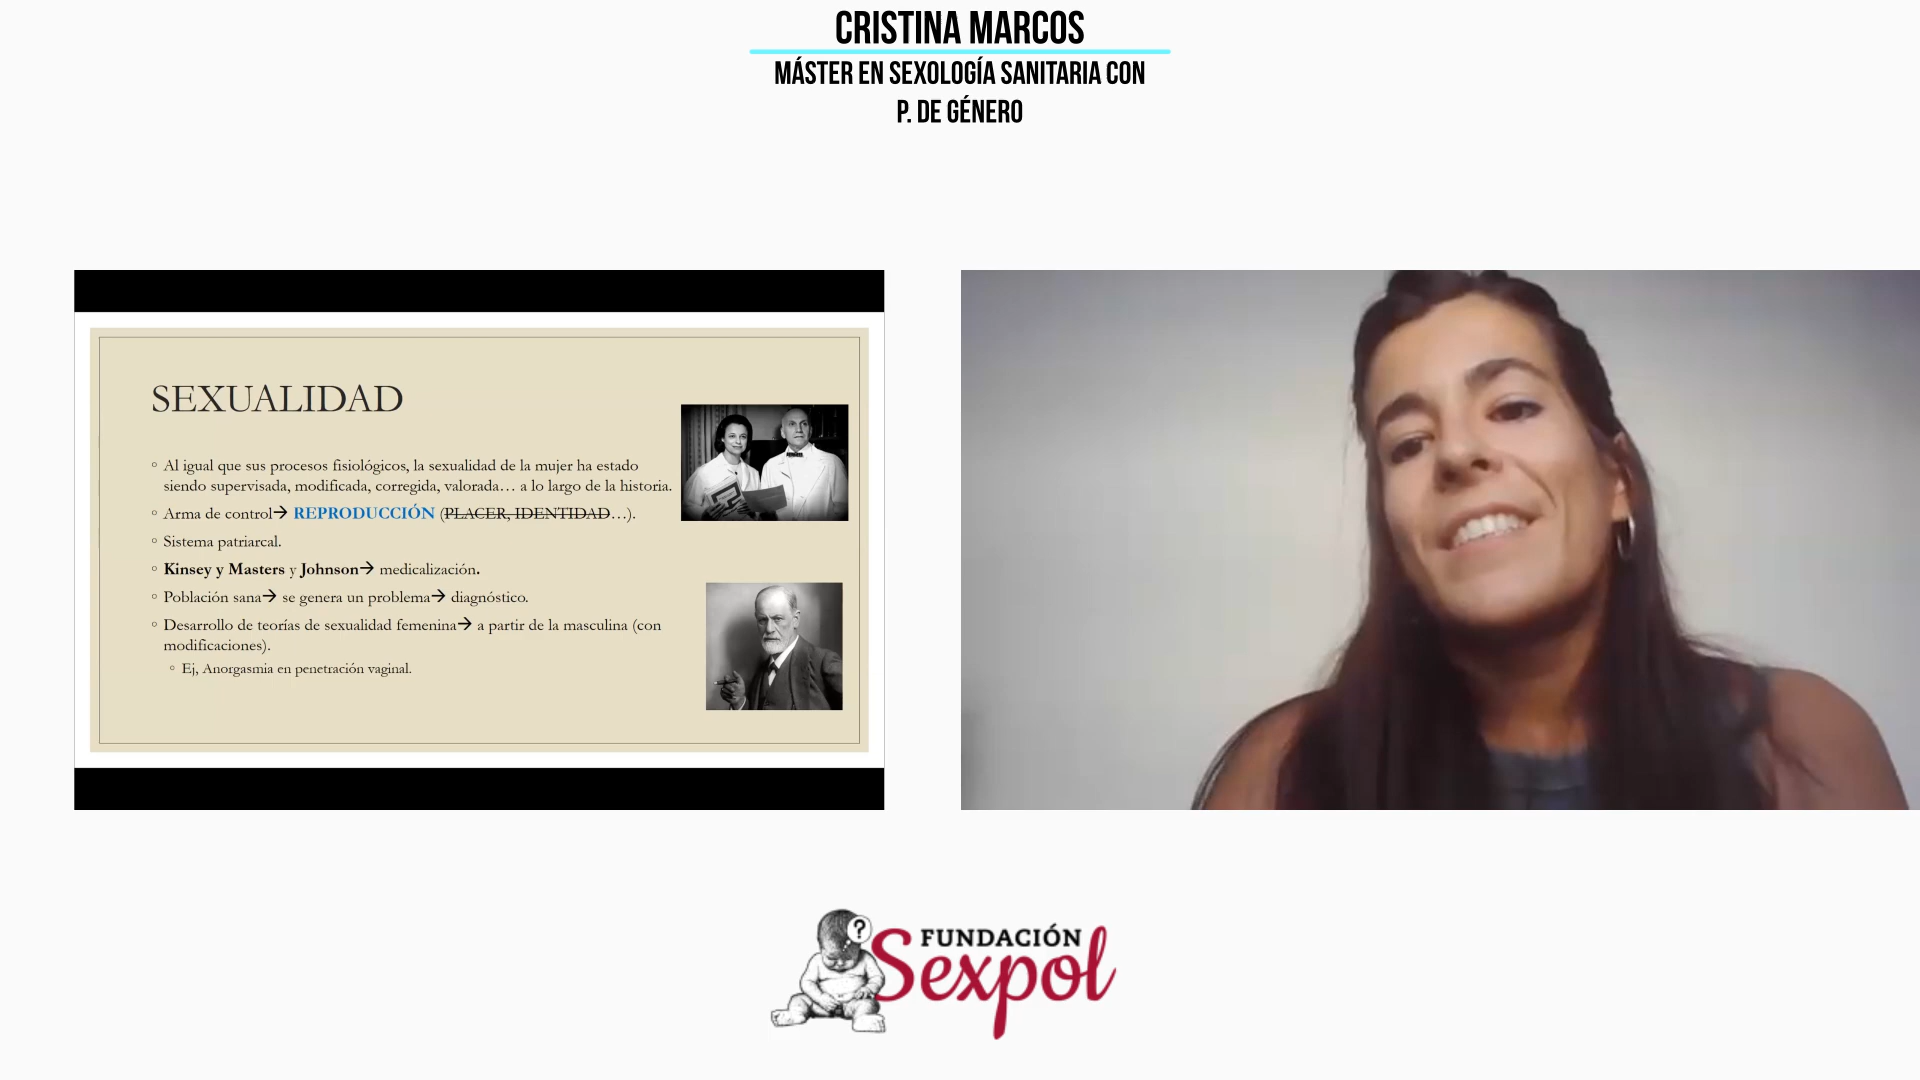 CRISTINA MARCOS
MÁSTER EN SEXOLOGÍA SANITARIA CON
P. DE GÉNERO
SEXUALIDAD
◦ Al igual que sus procesos fisiológicos, la sexualidad de la mujer ha estado
siendo supervisada, modificada, corregida, valorada… a lo largo de la historia.
◦ Arma de control→ REPRODUCCIÓN (PLACER, IDENTIDAD…).
◦ Sistema patriarcal.
◦ Kinsey y Masters y Johnson→ medicalización.
◦ Población sana→ se genera un problema→ diagnóstico.
◦ Desarrollo de teorías de sexualidad femenina→ a partir de la masculina (con
modificaciones).
◦ Ej, Anorgasmia en penetración vaginal.
?
FUNDACIÓN
Sexpol